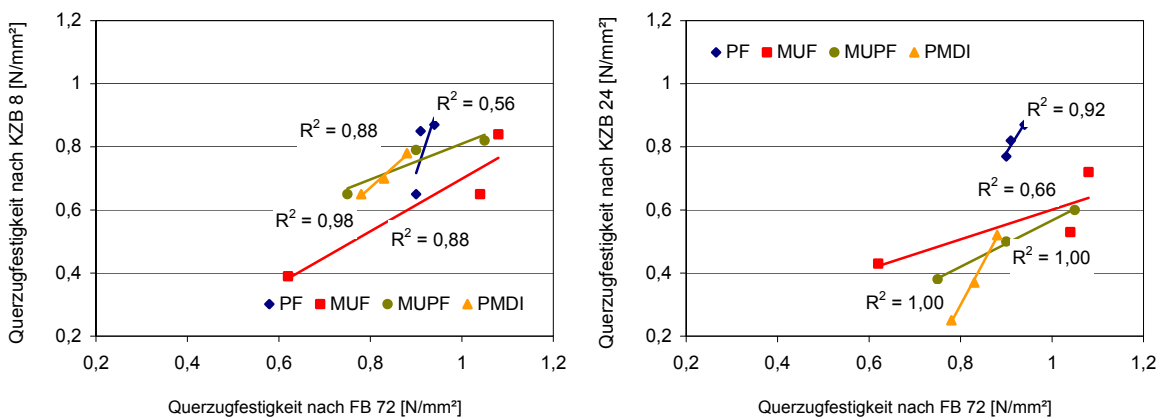 Querzugfestigkeit nach KZB 8 [N/mm²]
1,2
1
0,8
0,6
0,4
0,2
R² = 0,56
R² = 0,88
R² = 0,98
R² = 0,88
PF MUF MUPF PMDI
0,2 0,4 0,6 0,8 1 1,2
Querzugfestigkeit nach FB 72 [N/mm²]
Querzugfestigkeit nach KZB 24 [N/mm²]
1,2
1
0,8
0,6
0,4
0,2
PF MUF MUPF PMDI
R² = 0,92
R² = 0,66
R² = 1,00
R² = 1,00
0,2 0,4 0,6 0,8 1 1,2
Querzugfestigkeit nach FB 72 [N/mm²]